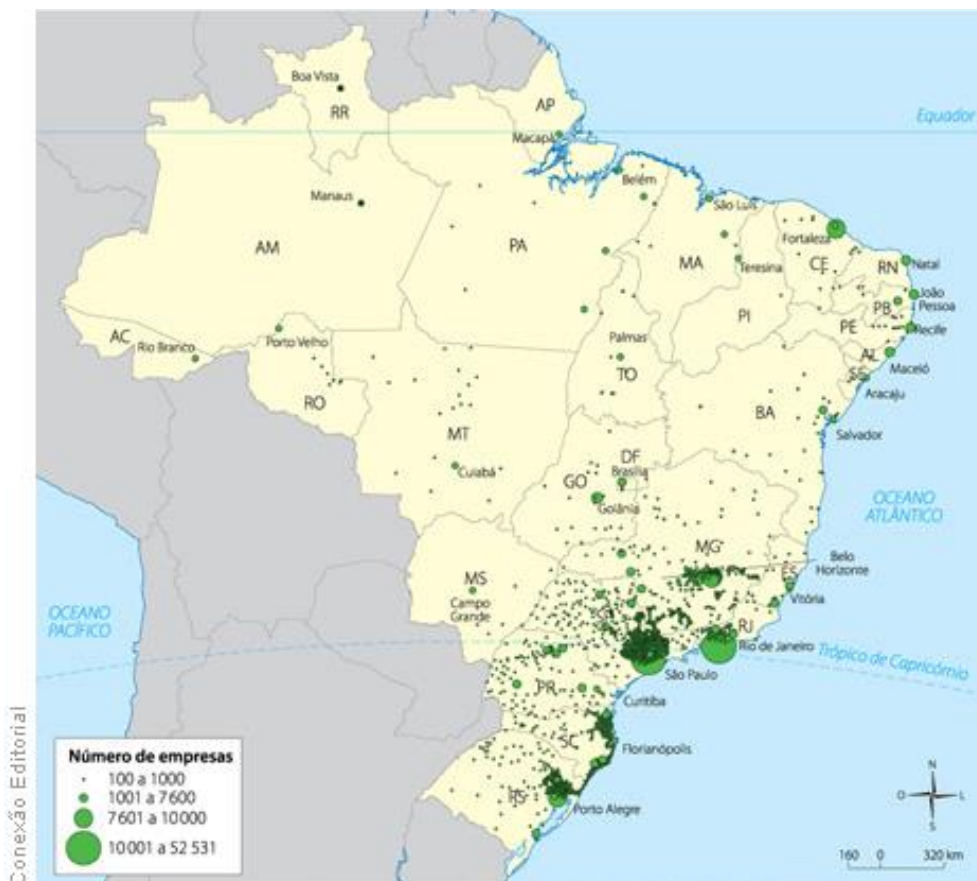 Boa Vista
RR
AP
Equador
Macapá
Belém
Manaus
São Luís
Fortaleza
AM
PA
MA
Teresina
CE
RN
Natal
João
Pessoa
PB
PI
PE
Recife
AC
Rio Branco
Porto Velho
Palmas
AL
Maceió
SE
Aracaju
TO
RO
BA
MT
Salvador
DF
Brasília
GO
Cuiabá
Goiânia
OCEANO
ATLÂNTICO
MG
Belo
Horizonte
MS
ES
Campo
Grande
Vitória
OCEANO
PACÍFICO
RJ
Rio de Janeiro
Trópico de Capricórnio
São Paulo
PR
Curitiba
SC
Florianópolis
RS
Porto Alegre
Número de empresas
100 a 1000
1001 a 7600
7601 a 10000
10001 a 52 531
N
O
L
S
160 0 320 km
Conexão Editorial